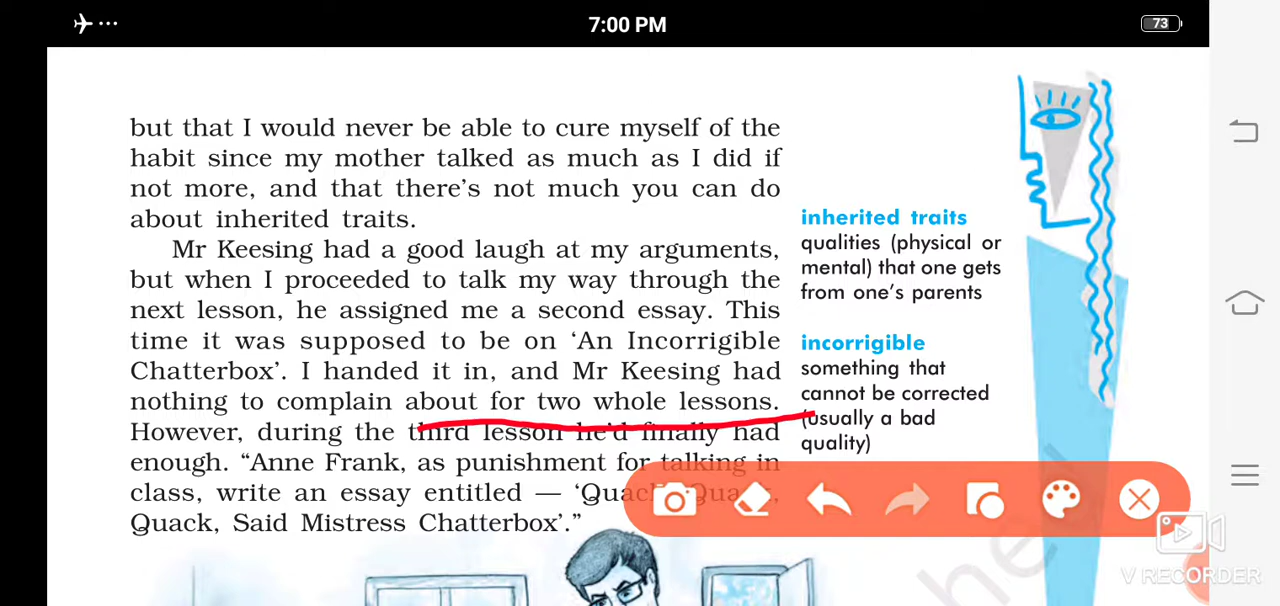 7:00 PM
73
but that I would never be able to cure myself of the
habit since my mother talked as much as I did if
not more, and that there's not much you can do
about inherited traits.
Mr Keesing had a good laugh at my arguments,
but when I proceeded to talk my way through the
next lesson, he assigned me a second essay. This
time it was supposed to be on ‘An Incorrigible
Chatterbox’. I handed it in, and Mr Keesing had
nothing to complain about for two whole lessons.
However, during the third lesson he'd finally had
enough. “Anne Frank, as punishment for talking in
class, write an essay entitled — ‘Quack, Quack,
Quack, Said Mistress Chatterbox’.”
inherited traits
qualities (physical or
mental) that one gets
from one's parents
incorrigible
something that
cannot be corrected
(usually a bad
quality)
V RECORDER